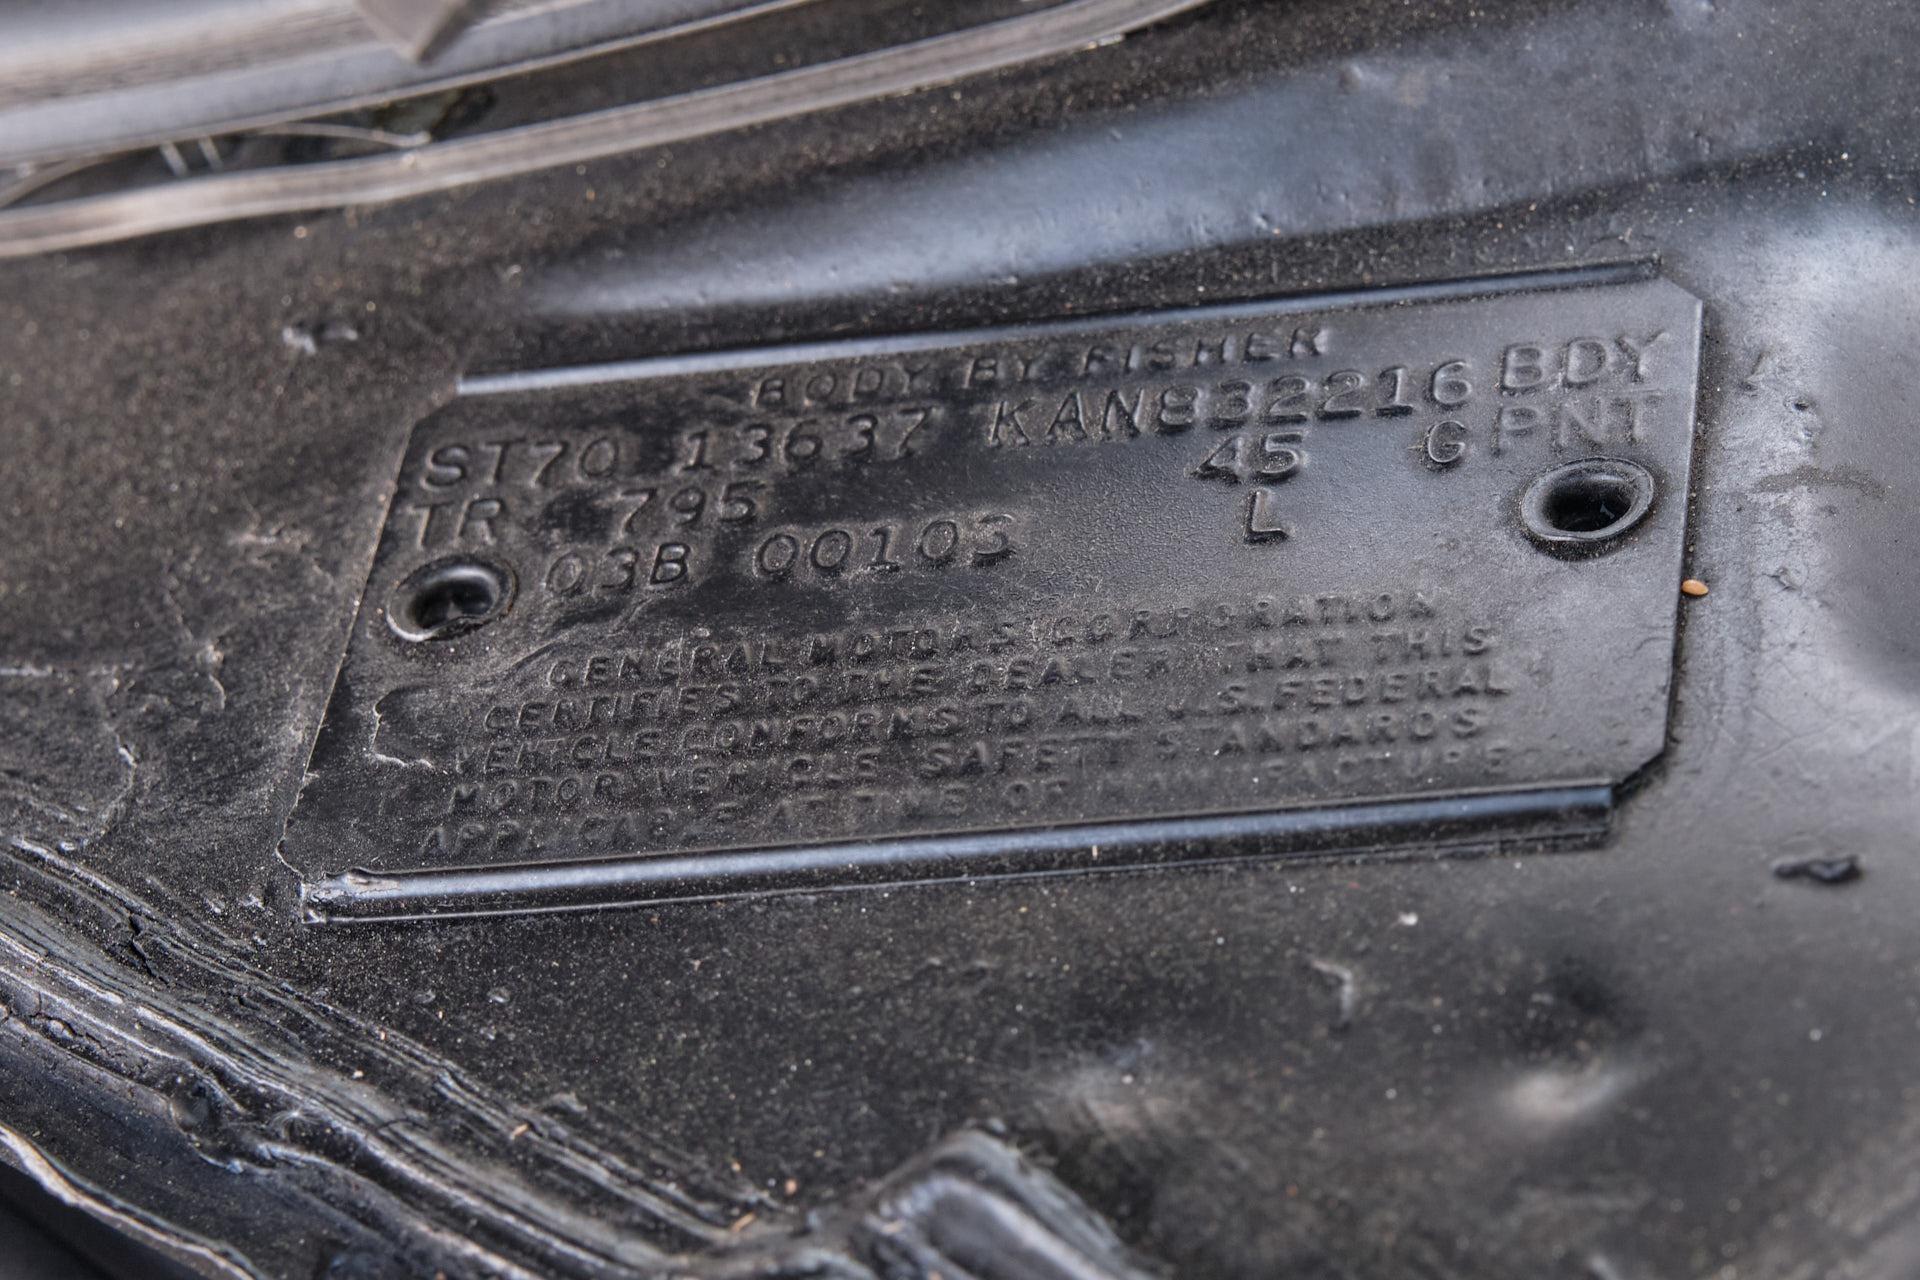 BODY BY FISHER
ST70 13637 KAN832216 BDY
TR 795 45 G PNT
03B 00103 L
GENERAL MOTORS CORPORATION
CERTIFIES TO THE DEALER THAT THIS
VEHICLE CONFORMS TO ALL U.S. FEDERAL
MOTOR VEHICLE SAFETY STANDARDS
APPLICABLE AT TIME OF MANUFACTURE